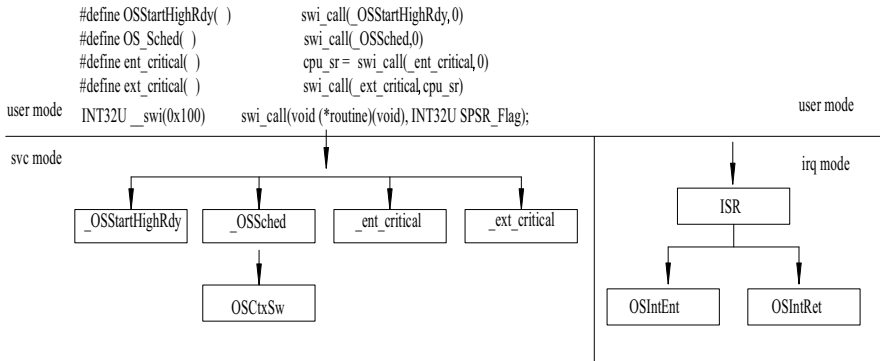 #define OSStartHighRdy( ) swi_call(_OSStartHighRdy, 0)
#define OS_Sched( ) swi_call(_OSSched,0)
#define ent_critical( ) cpu_sr = swi_call(_ent_critical, 0)
#define ext_critical( ) swi_call(_ext_critical, cpu_sr)
user mode INT32U __swi(0x100) swi_call(void (*routine)(void), INT32U SPSR_Flag); user mode
svc mode irq mode
_OSStartHighRdy _OSSched _ent_critical _ext_critical ISR
OSCtxSw OSIntEnt OSIntRet